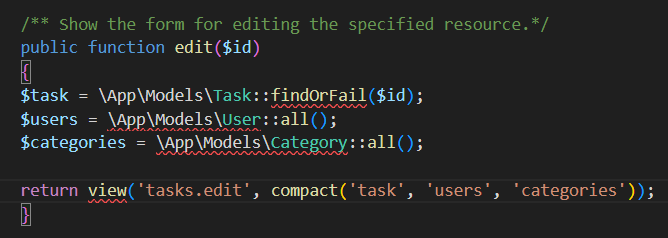 /** Show the form for editing the specified resource.*/
public function edit($id)
{
$task = \App\Models\Task::findOrFail($id);
$users = \App\Models\User::all();
$categories = \App\Models\Category::all();
return view('tasks.edit', compact('task', 'users', 'categories'));
}